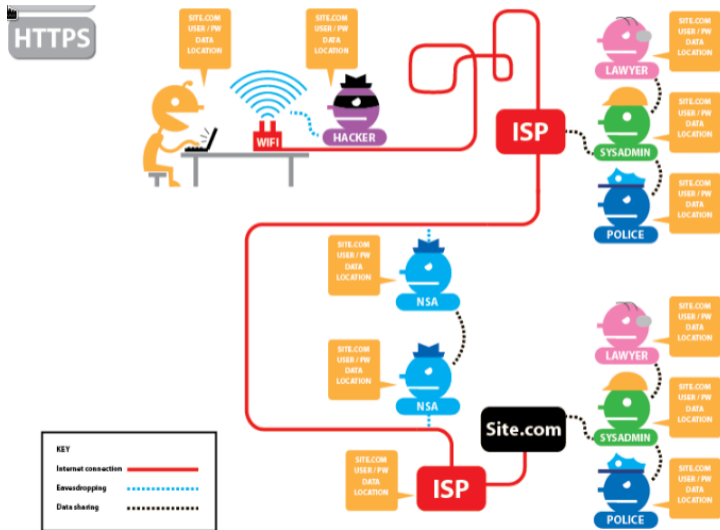 HTTPS
SITE.COM
USER / PW
DATA
LOCATION
SITE.COM
USER / PW
DATA
LOCATION
WIFI
HACKER
ISP
LAWYER
SITE.COM
USER / PW
DATA
LOCATION
SYSADMIN
SITE.COM
USER / PW
DATA
LOCATION
POLICE
SITE.COM
USER / PW
DATA
LOCATION
SITE.COM
USER / PW
DATA
LOCATION
NSA
SITE.COM
USER / PW
DATA
LOCATION
NSA
LAWYER
SITE.COM
USER / PW
DATA
LOCATION
SYSADMIN
SITE.COM
USER / PW
DATA
LOCATION
POLICE
SITE.COM
USER / PW
DATA
LOCATION
Site.com
SITE.COM
USER / PW
DATA
LOCATION
ISP
KEY
Internet connection
Eavesdropping
Data sharing